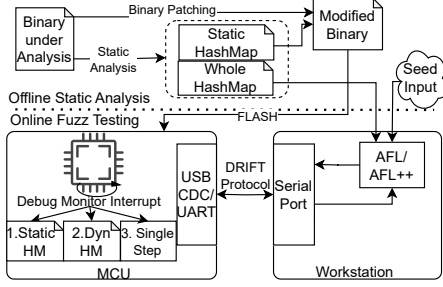 Binary Patching
Binary
under
Analysis
Static
Analysis
Static
HashMap
Whole
HashMap
Modified
Binary
Seed
Input
Offline Static Analysis
Online Fuzz Testing
FLASH
Debug Monitor Interrupt
1.Static
HM
2.Dyn
HM
3. Single
Step
MCU
USB
CDC/
UART
DRIFT
Protocol
Serial
Port
AFL/
AFL++
Workstation